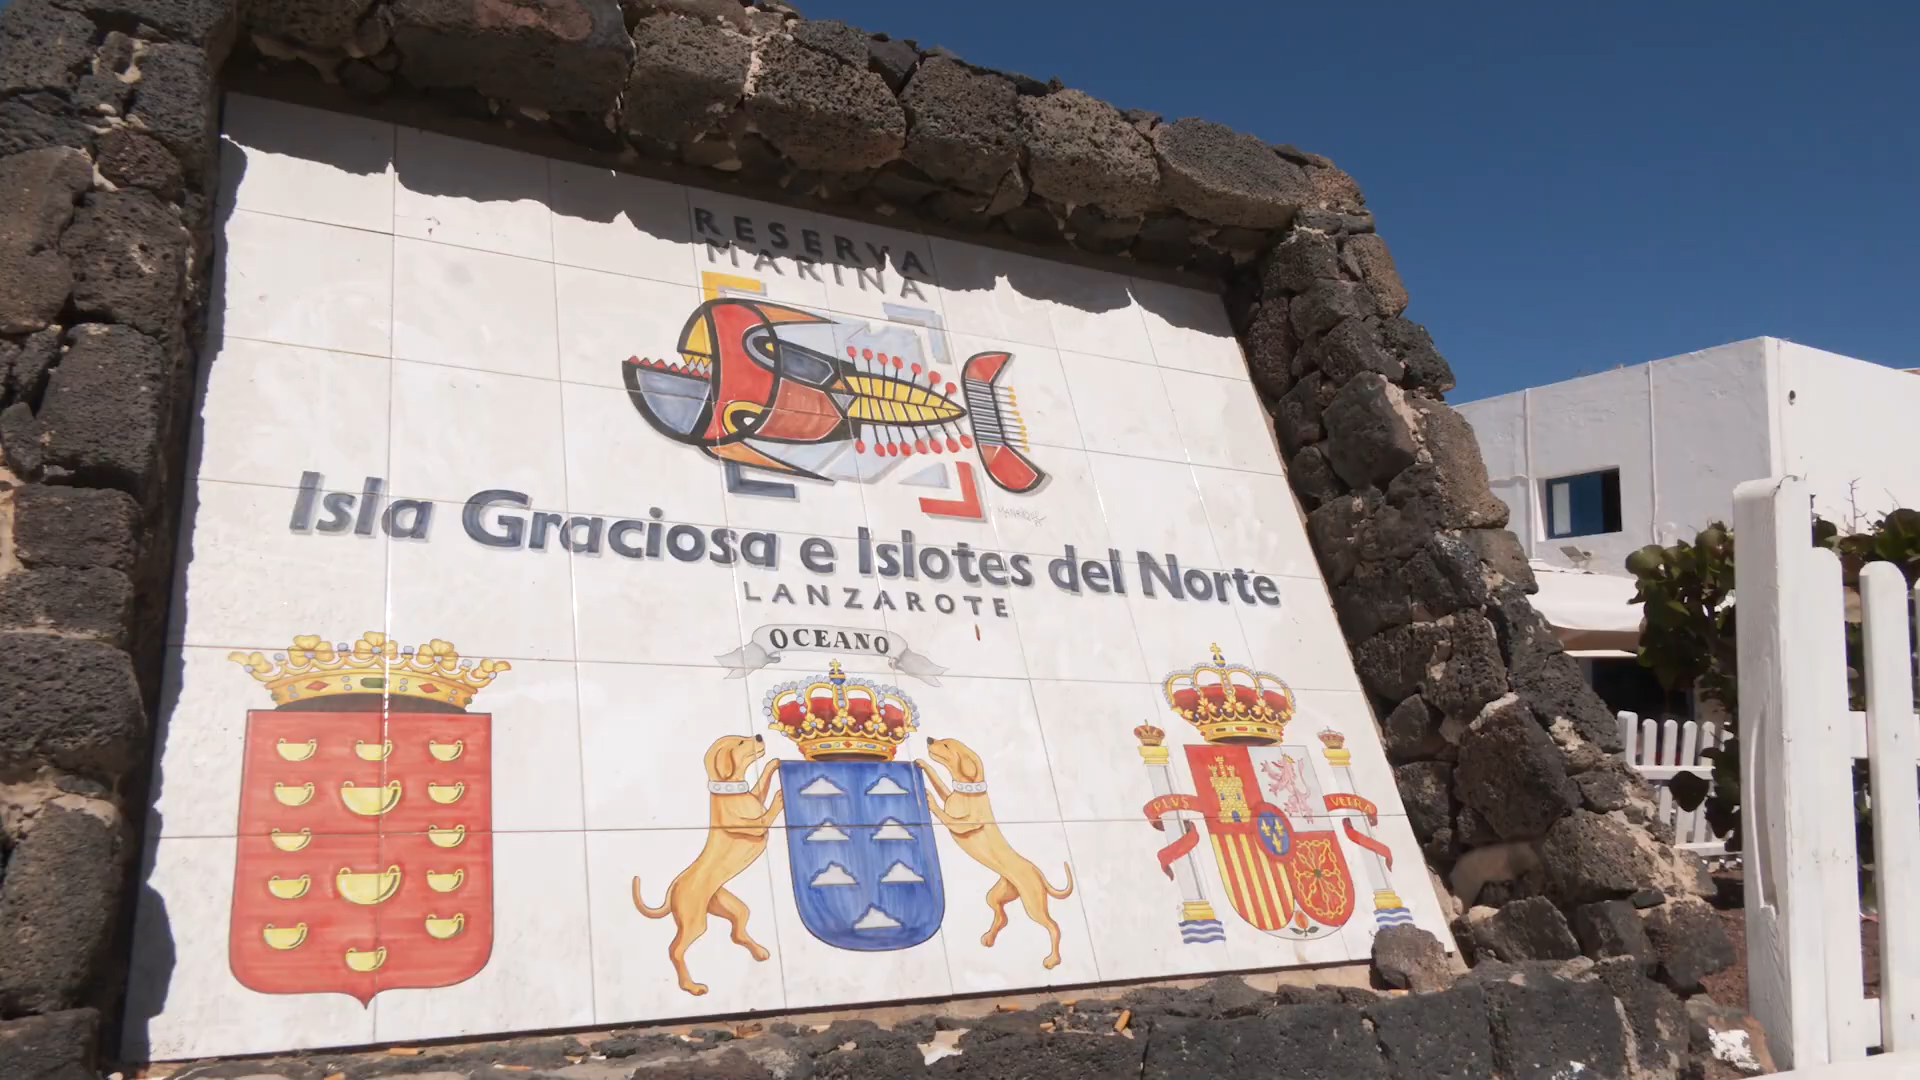 RESERVA
MARINA
Isla Graciosa e Islotes del Norte
LANZAROTE
OCEANO
PLVS
VLTRA